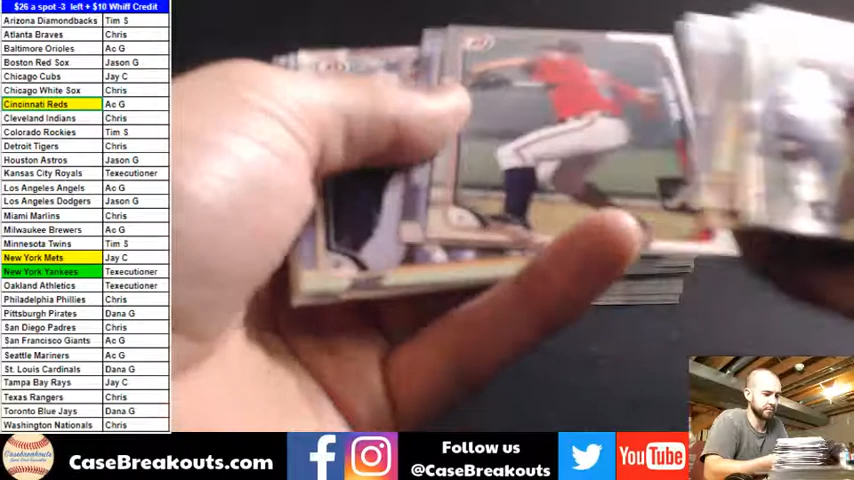 $26 a spot -3 left + $10 Whiff Credit
Arizona Diamondbacks Tim S
Atlanta Braves Chris
Baltimore Orioles Ac G
Boston Red Sox Jason G
Chicago Cubs Jay C
Chicago White Sox Chris
Cincinnati Reds Ac G
Cleveland Indians Chris
Colorado Rockies Tim S
Detroit Tigers Chris
Houston Astros Jason G
Kansas City Royals Texecutioner
Los Angeles Angels Ac G
Los Angeles Dodgers Jason G
Miami Marlins Chris
Milwaukee Brewers Ac G
Minnesota Twins Tim S
New York Mets Jay C
New York Yankees Texecutioner
Oakland Athletics Texecutioner
Philadelphia Phillies Chris
Pittsburgh Pirates Dana G
San Diego Padres Chris
San Francisco Giants Ac G
Seattle Mariners Ac G
St. Louis Cardinals Dana G
Tampa Bay Rays Jay C
Texas Rangers Chris
Toronto Blue Jays Dana G
Washington Nationals Chris
CaseBreakouts.com
Follow us
@CaseBreakouts
YouTube